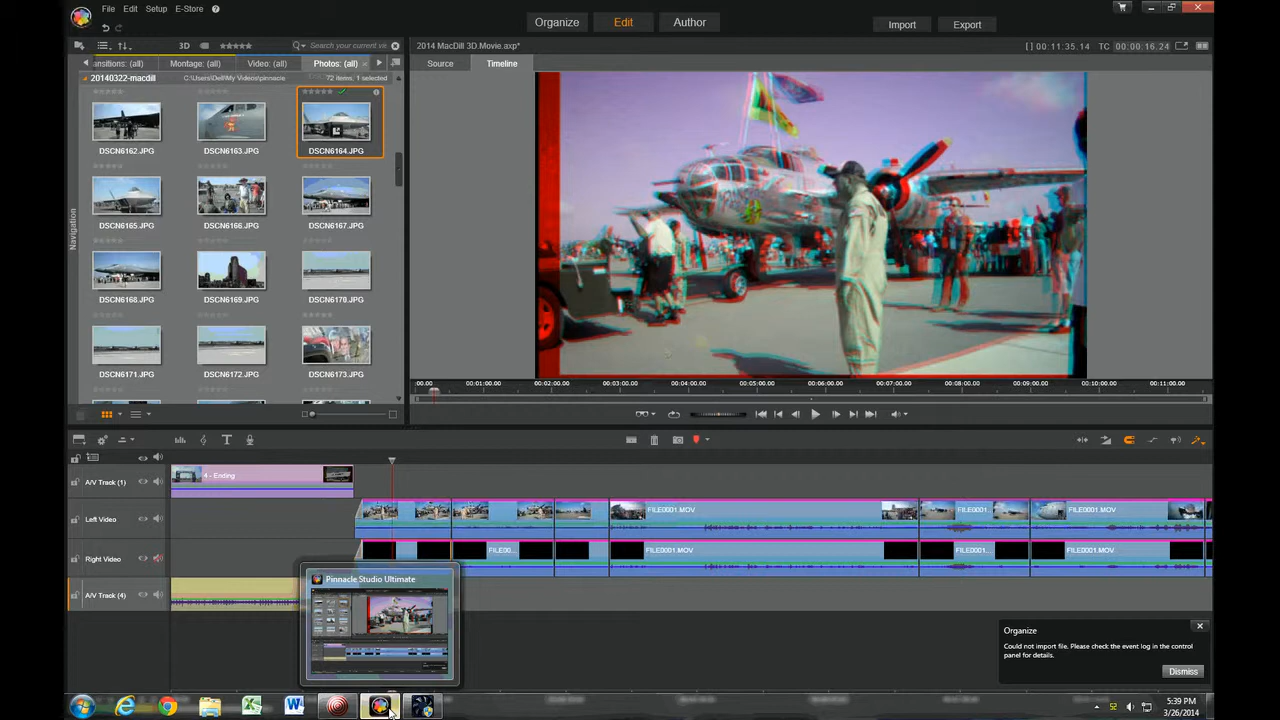 File Edit Setup E-Store ?
Organize Edit Author
Import Export
3D Search your current vie
2014 MacDill 3D.Movie.axp*
[ ] 00:11:35.14 TC 00:00:16.24
ansitions: (all) Montage: (all) Video: (all) Photos: (all)
Source Timeline
20140322-macdill C:\Users\Dell\My Videos\pinnacle 72 items, 1 selected
DSCN6162.JPG DSCN6163.JPG DSCN6164.JPG
DSCN6165.JPG DSCN6166.JPG DSCN6167.JPG
DSCN6168.JPG DSCN6169.JPG DSCN6170.JPG
DSCN6171.JPG DSCN6172.JPG DSCN6173.JPG
Navigation
:00.00 00:01:00.00 00:02:00.00 00:03:00.00 00:04:00.00 00:05:00.00 00:06:00.00 00:07:00.00 00:08:00.00 00:09:00.00 00:10:00.00 00:11:00.00
A/V Track (1) 4 - Ending
Left Video FILE0001.MOV FILE0001. FILE0001.MOV
Right Video FILE0... FILE0001.MOV FILE0001... FILE0001.MOV
A/V Track (4)
Pinnacle Studio Ultimate
Organize
Could not import file. Please check the event log in the control
panel for details.
Dismiss
5:39 PM
3/26/2014